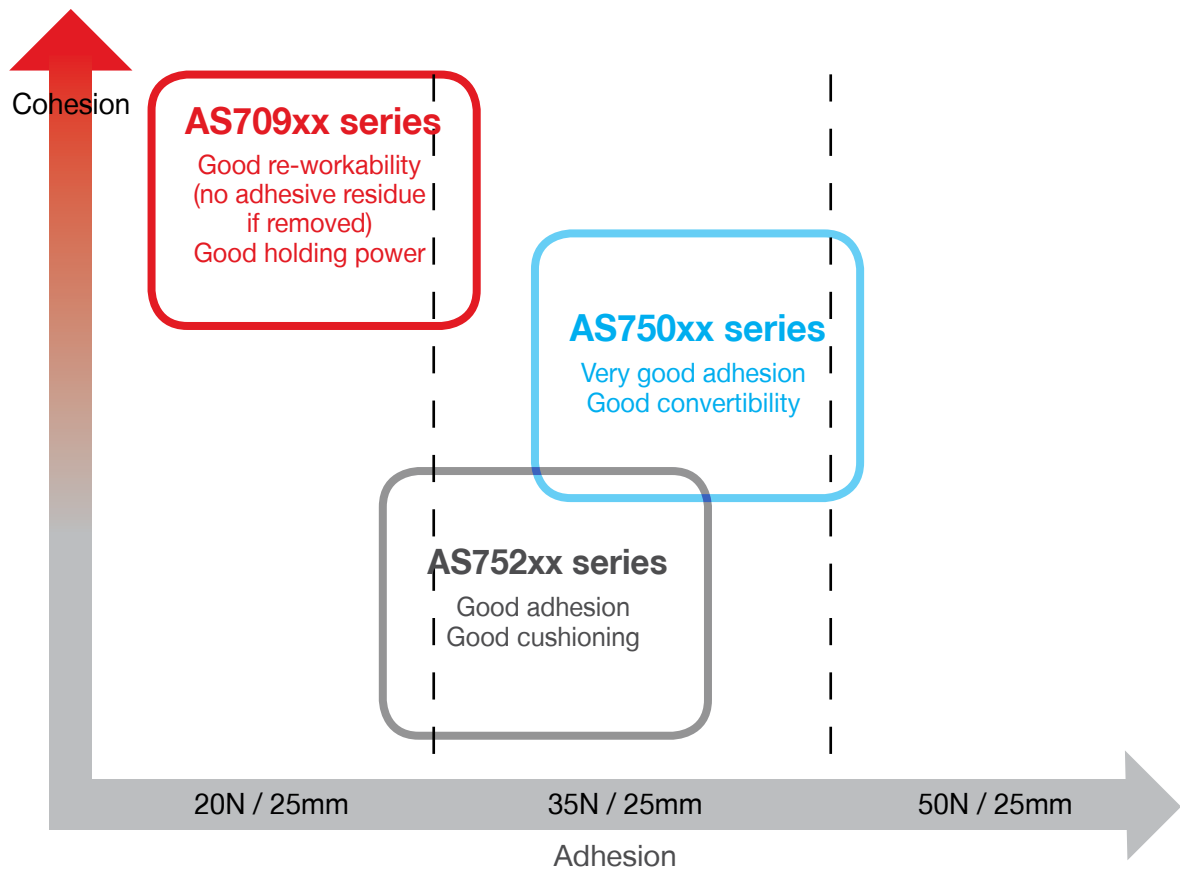 Cohesion
AS709xx series
Good re-workability
(no adhesive residue
if removed)
Good holding power
AS750xx series
Very good adhesion
Good convertibility
AS752xx series
Good adhesion
Good cushioning
20N / 25mm
35N / 25mm
50N / 25mm
Adhesion